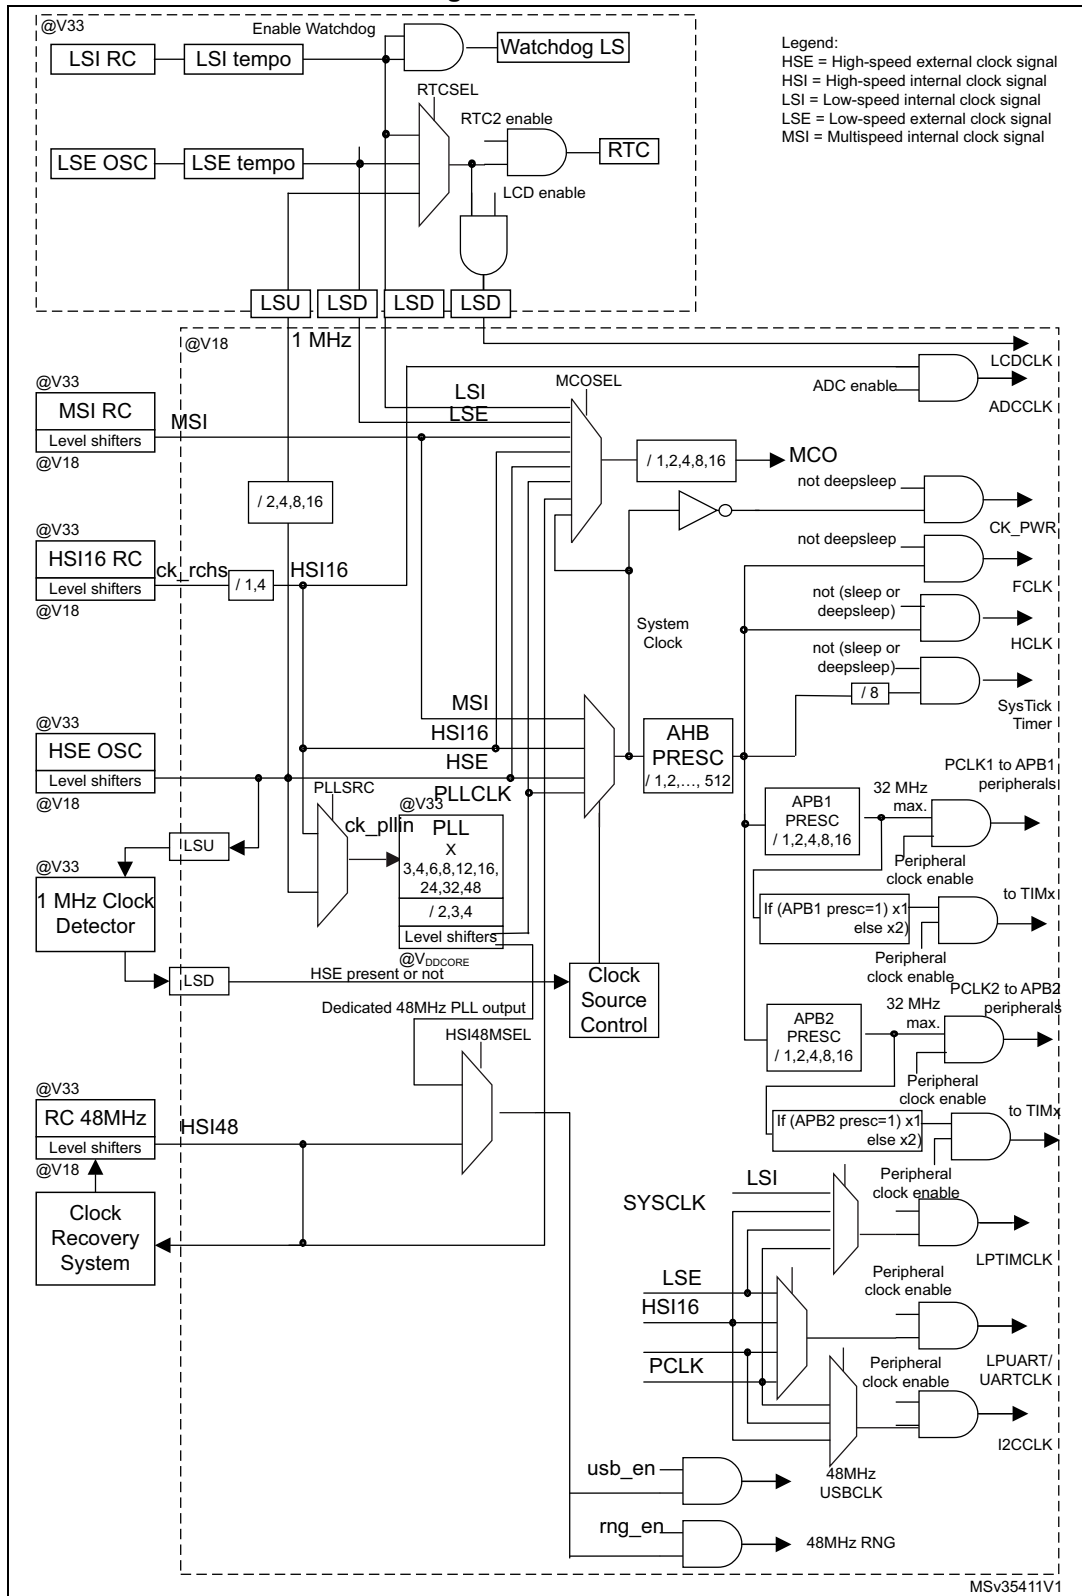 @V33
Enable Watchdog
LSI RC
LSI tempo
Watchdog LS
Legend:
HSE = High-speed external clock signal
HSI = High-speed internal clock signal
LSI = Low-speed internal clock signal
LSE = Low-speed external clock signal
MSI = Multispeed internal clock signal
RTCSEL
RTC2 enable
LSE OSC
LSE tempo
RTC
LCD enable
LSU
LSD
LSD
LSD
@V18
1 MHz
LCDCLK
@V33
MSI RC
Level shifters
@V18
MSI
LSI
LSE
MCOSEL
ADC enable
ADCCLK
/ 1,2,4,8,16
MCO
/ 2,4,8,16
not deepsleep
CK_PWR
@V33
HSI16 RC
Level shifters
@V18
ck_rchs
/ 1,4
HSI16
not deepsleep
FCLK
System
Clock
not (sleep or
deepsleep)
HCLK
not (sleep or
deepsleep)
/ 8
SysTick
Timer
MSI
HSI16
HSE
PLLCLK
@V33
HSE OSC
Level shifters
@V18
AHB
PRESC
/ 1,2,..., 512
PLLSRC
ck_pllin
@V33
PLL
X
3,4,6,8,12,16,
24,32,48
/ 2,3,4
Level shifters
@VDDCORE
PCLK1 to APB1
peripherals
32 MHz
max.
APB1
PRESC
/ 1,2,4,8,16
Peripheral
clock enable
LSU
@V33
1 MHz Clock
Detector
If (APB1 presc=1) x1
else x2)
to TIMx
Peripheral
clock enable
LSD
HSE present or not
Clock
Source
Control
Dedicated 48MHz PLL output
HSI48MSEL
PCLK2 to APB2
peripherals
32 MHz
max.
APB2
PRESC
/ 1,2,4,8,16
Peripheral
clock enable
@V33
RC 48MHz
Level shifters
@V18
HSI48
If (APB2 presc=1) x1
else x2)
to TIMx
Peripheral
clock enable
Clock
Recovery
System
LSI
SYSCLK
LPTIMCLK
LSE
HSI16
PCLK
Peripheral
clock enable
LPUART/
UARTCLK
Peripheral
clock enable
I2CCLK
usb_en
48MHz
USBCLK
rng_en
48MHz RNG
MSv35411V1